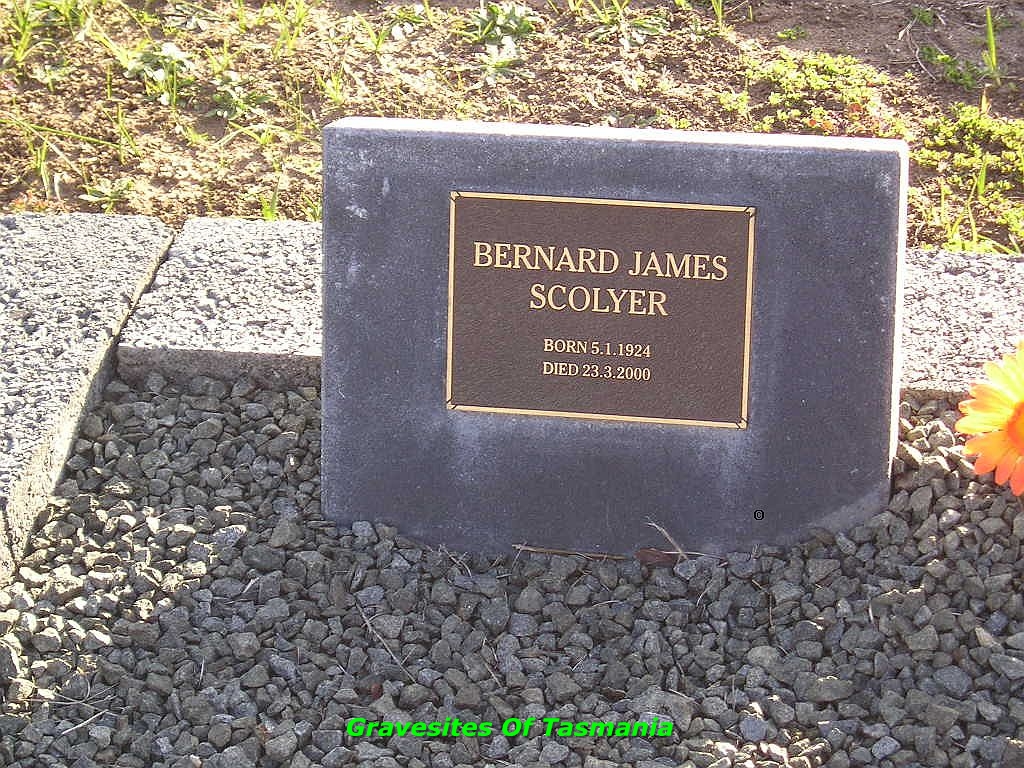 BERNARD JAMES
SCOLYER
BORN 5.1.1924
DIED 23.3.2000
©
Gravesites Of Tasmania